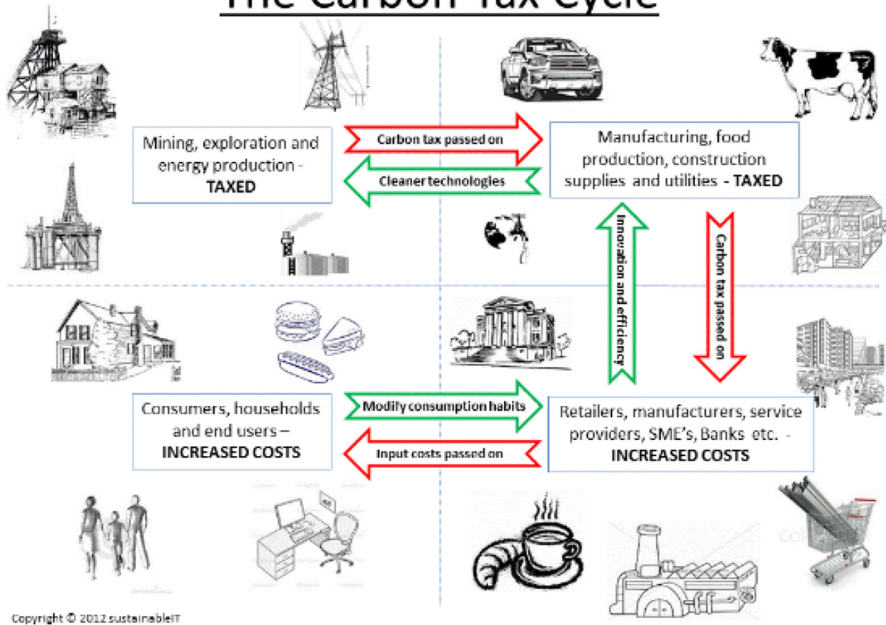 The Carbon Tax Cycle
Mining, exploration and
energy production -
TAXED
Carbon tax passed on
Cleaner technologies
Manufacturing, food
production, construction
supplies and utilities - TAXED
Innovation and efficiency
Carbon tax passed on
Consumers, households
and end users –
INCREASED COSTS
Modify consumption habits
Input costs passed on
Retailers, manufacturers, service
providers, SME's, Banks etc. -
INCREASED COSTS
Copyright © 2012 sustainableIT